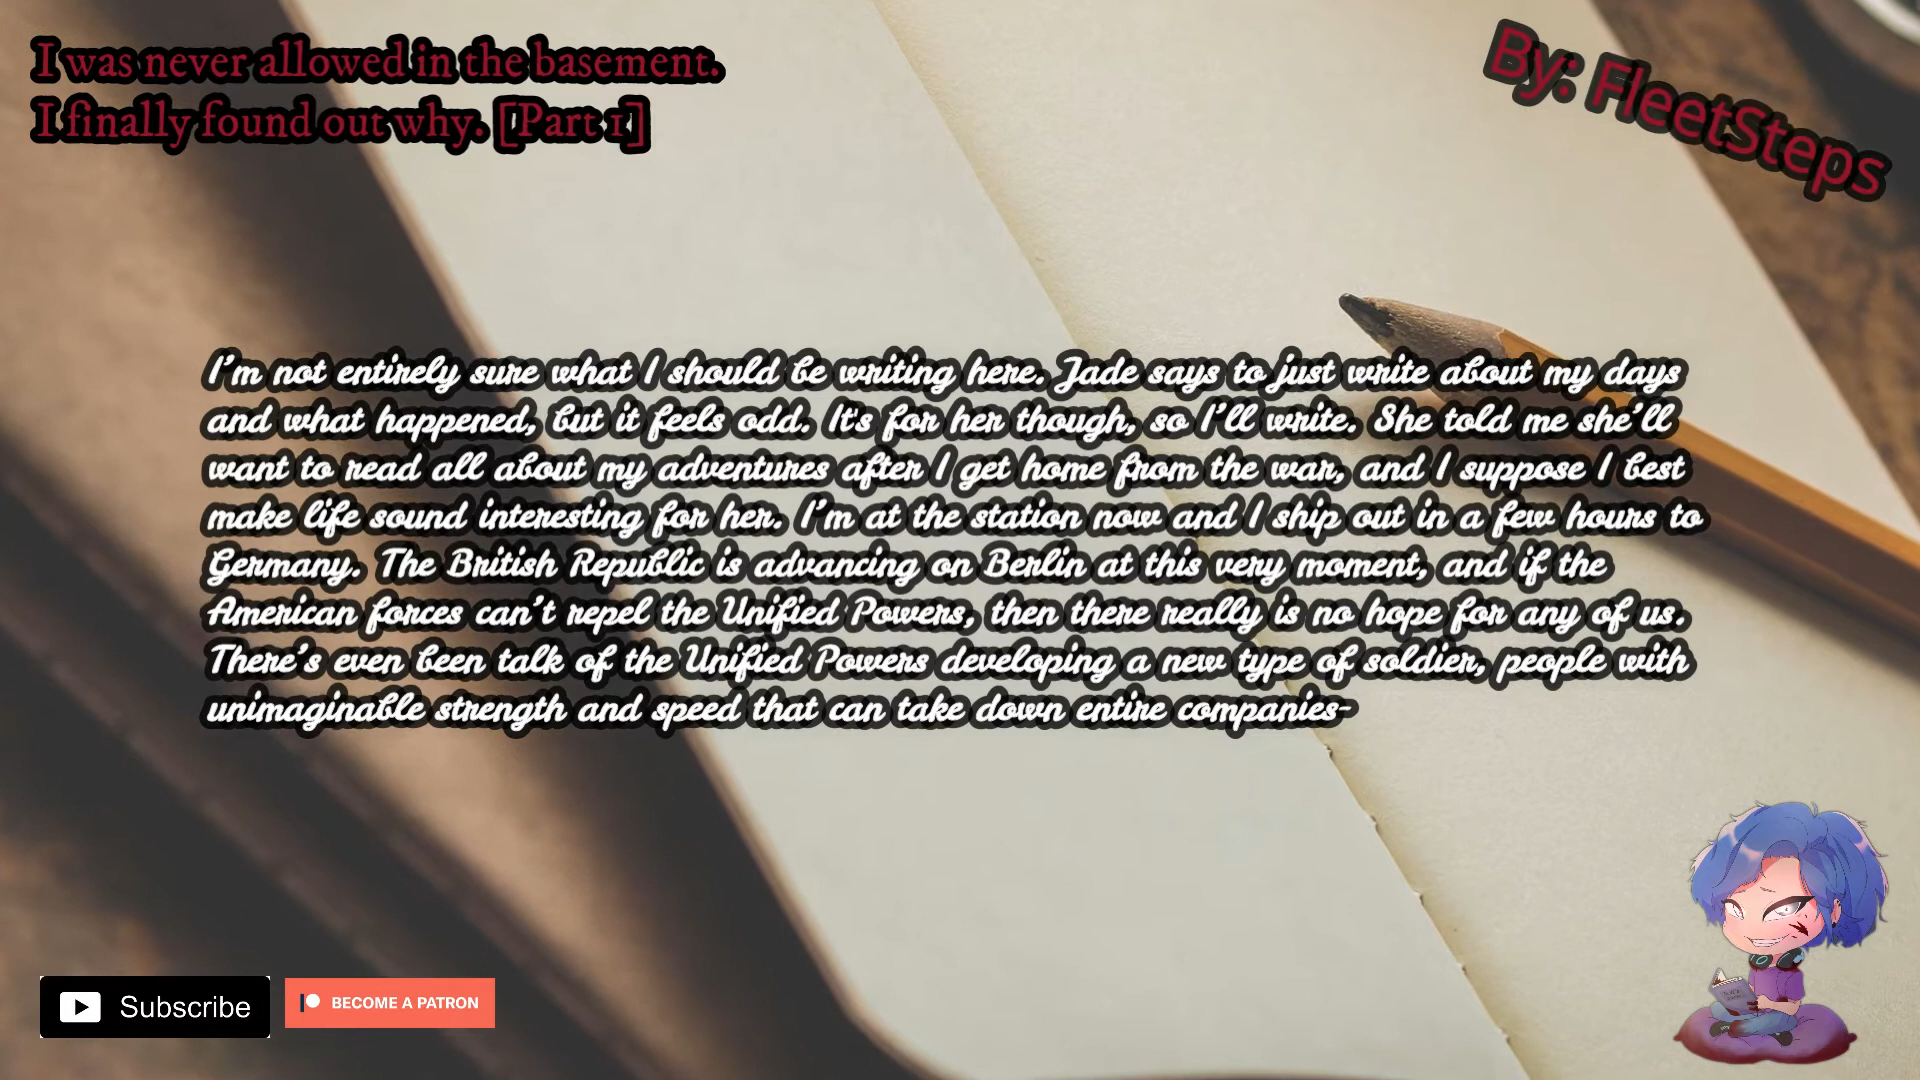 I was never allowed in the basement.
I finally found out why. [Part 1]
By: FleetSteps
I'm not entirely sure what I should be writing here. Jade says to just write about my days
and what happened, but it feels odd. It's for her though, so I'll write. She told me she'll
want to read all about my adventures after I get home from the war, and I suppose I best
make life sound interesting for her. I'm at the station now and I ship out in a few hours to
Germany. The British Republic is advancing on Berlin at this very moment, and if the
American forces can't repel the Unified Powers, then there really is no hope for any of us.
There's even been talk of the Unified Powers developing a new type of soldier, people with
unimaginable strength and speed that can take down entire companies-
Subscribe
BECOME A PATRON